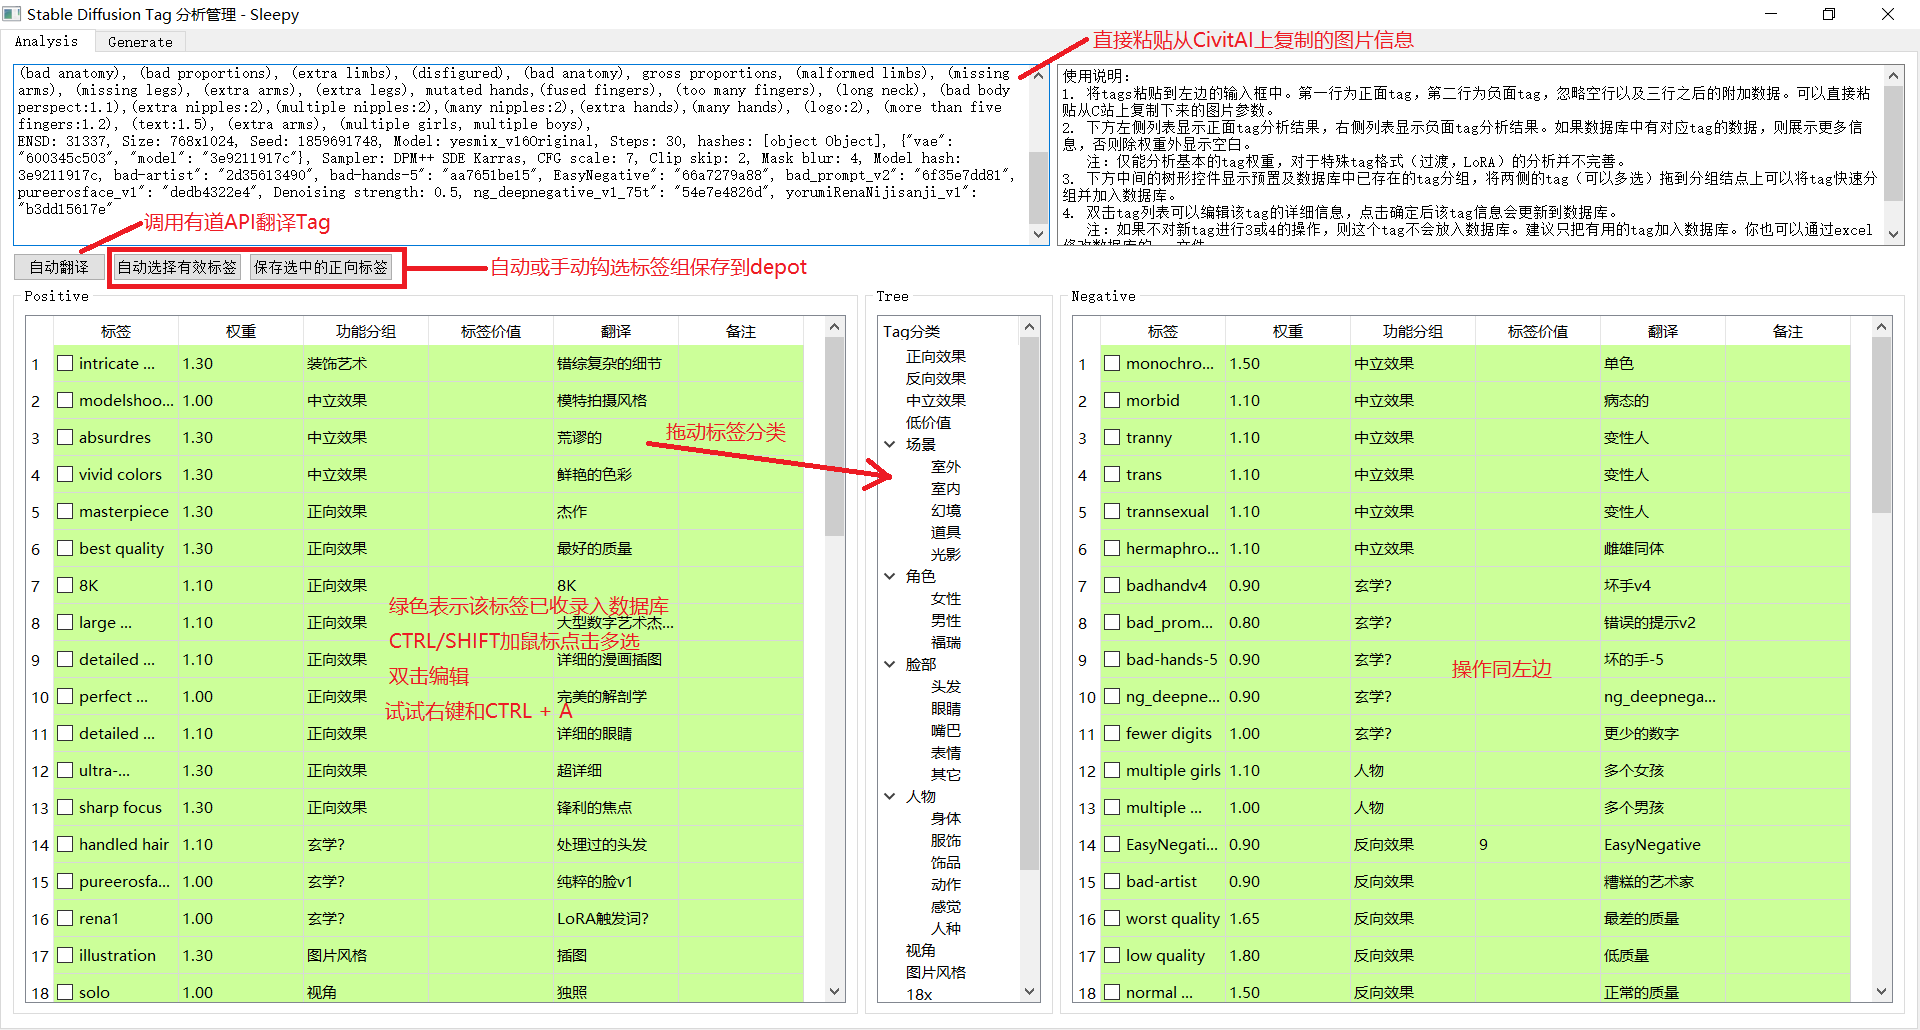 Stable Diffusion Tag 分析管理 - Sleepy
Analysis Generate
直接粘贴从CivitAI上复制的图片信息
(bad anatomy), (bad proportions), (extra limbs), (disfigured), (bad anatomy), gross proportions, (malformed limbs), (missing
arms), (missing legs), (extra arms), (extra legs), mutated hands,(fused fingers), (too many fingers), (long neck), (bad body
perspect:1.1),(extra nipples:2),(multiple nipples:2),(many nipples:2),(extra hands),(many hands), (logo:2), (more than five
fingers:1.2), (text:1.5), (extra arms), (multiple girls, multiple boys),
ENSD: 31337, Size: 768x1024, Seed: 1859691748, Model: yesmix_v16Original, Steps: 30, hashes: [object Object], {"vae":
"600345c503", "model": "3e9211917c"}, Sampler: DPM++ SDE Karras, CFG scale: 7, Clip skip: 2, Mask blur: 4, Model hash:
3e9211917c, bad-artist": "2d35613490", bad-hands-5": "aa7651be15", EasyNegative": "66a7279a88", bad_prompt_v2": "6f35e7dd81",
pureerosface_v1": "dedb4322e4", Denoising strength: 0.5, ng_deepnegative_v1_75t": "54e7e4826d", yorumiRenaNijisanji_v1":
"b3dd15617e"
使用说明：
1. 将tags粘贴到左边的输入框中。第一行为正面tag，第二行为负面tag，忽略空行以及三行之后的附加数据。可以直接粘
贴从C站上复制下来的图片参数。
2. 下方左侧列表显示正面tag分析结果，右侧列表显示负面tag分析结果。如果数据库中有对应tag的数据，则展示更多信
息，否则除权重外显示空白。
注：仅能分析基本的tag权重，对于特殊tag格式（过渡，LoRA）的分析并不完善。
3. 下方中间的树形控件显示预置及数据库中已存在的tag分组，将两侧的tag（可以多选）拖到分组结点上可以将tag快速分
组并加入数据库。
4. 双击tag列表可以编辑该tag的详细信息，点击确定后该tag信息会更新到数据库。
注：如果不对新tag进行3或4的操作，则这个tag不会放入数据库。建议只把有用的tag加入数据库。你也可以通过excel
调用有道API翻译Tag
自动翻译 自动选择有效标签 保存选中的正向标签
自动或手动钩选标签组保存到depot
Positive
标签 权重 功能分组 标签价值 翻译 备注
1 intricate ... 1.30 装饰艺术 错综复杂的细节
2 modelshoo... 1.00 中立效果 模特拍摄风格
3 absurdres 1.30 中立效果 荒谬的
4 vivid colors 1.30 中立效果 鲜艳的色彩
5 masterpiece 1.30 正向效果 杰作
6 best quality 1.30 正向效果 最好的质量
7 8K 1.10 正向效果 8K
8 large ... 1.10 正向效果 大型数字艺术杰...
9 detailed ... 1.10 正向效果 详细的漫画插图
10 perfect ... 1.00 正向效果 完美的解剖学
11 detailed ... 1.10 正向效果 详细的眼睛
12 ultra-... 1.30 正向效果 超详细
13 sharp focus 1.30 正向效果 锋利的焦点
14 handled hair 1.10 玄学? 处理过的头发
15 pureerosfa... 1.00 玄学? 纯粹的脸v1
16 rena1 1.00 玄学? LoRA触发词?
17 illustration 1.30 图片风格 插图
18 solo 1.00 视角 独照
绿色表示该标签已收录入数据库
CTRL/SHIFT加鼠标点击多选
双击编辑
试试右键和CTRL + A
拖动标签分类
Tree
Tag分类
正向效果
反向效果
中立效果
低价值
场景
室外
室内
幻境
道具
光影
角色
女性
男性
福瑞
脸部
头发
眼睛
嘴巴
表情
其它
人物
身体
服饰
饰品
动作
感觉
人种
视角
图片风格
18x
Negative
标签 权重 功能分组 标签价值 翻译 备注
1 monochro... 1.50 中立效果 单色
2 morbid 1.10 中立效果 病态的
3 tranny 1.10 中立效果 变性人
4 trans 1.10 中立效果 变性人
5 trannsexual 1.10 中立效果 变性人
6 hermaphro... 1.10 中立效果 雌雄同体
7 badhandv4 0.90 玄学? 坏手v4
8 bad_prom... 0.80 玄学? 错误的提示v2
9 bad-hands-5 0.90 玄学? 坏的手-5
10 ng_deepne... 0.90 玄学? ng_deepnega...
11 fewer digits 1.00 玄学? 更少的数字
12 multiple girls 1.10 人物 多个女孩
13 multiple ... 1.00 人物 多个男孩
14 EasyNegati... 0.90 反向效果 9 EasyNegative
15 bad-artist 0.90 反向效果 糟糕的艺术家
16 worst quality 1.65 反向效果 最差的质量
17 low quality 1.80 反向效果 低质量
18 normal ... 1.50 反向效果 正常的质量
操作同左边